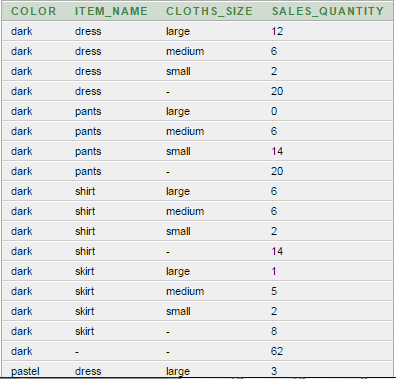 COLOR ITEM_NAME CLOTHS_SIZE SALES_QUANTITY
dark dress large 12
dark dress medium 6
dark dress small 2
dark dress - 20
dark pants large 0
dark pants medium 6
dark pants small 14
dark pants - 20
dark shirt large 6
dark shirt medium 6
dark shirt small 2
dark shirt - 14
dark skirt large 1
dark skirt medium 5
dark skirt small 2
dark skirt - 8
dark - - 62
pastel dress large 3